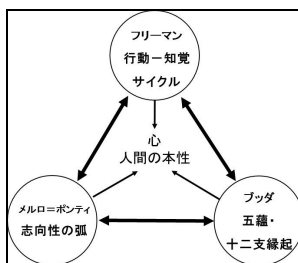 フリーマン
行動－知覚
サイクル
心
人間の本性
メルロ＝ポンティ
志向性の弧
ブッダ
五蘊・
十二支縁起